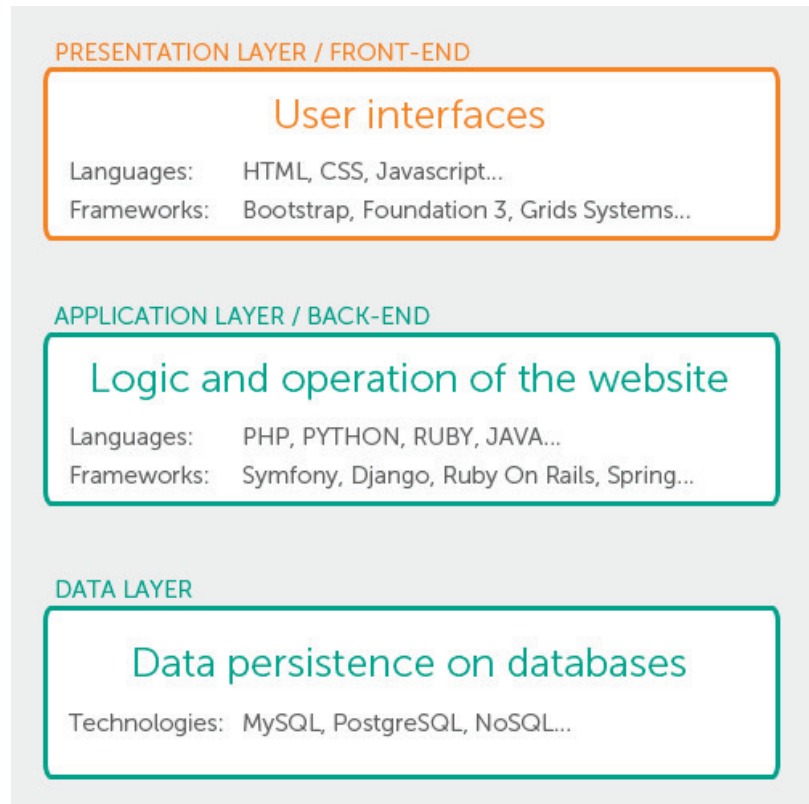 PRESENTATION LAYER / FRONT-END
User interfaces
Languages: HTML, CSS, Javascript...
Frameworks: Bootstrap, Foundation 3, Grids Systems...
APPLICATION LAYER / BACK-END
Logic and operation of the website
Languages: PHP, PYTHON, RUBY, JAVA...
Frameworks: Symfony, Django, Ruby On Rails, Spring...
DATA LAYER
Data persistence on databases
Technologies: MySQL, PostgreSQL, NoSQL...